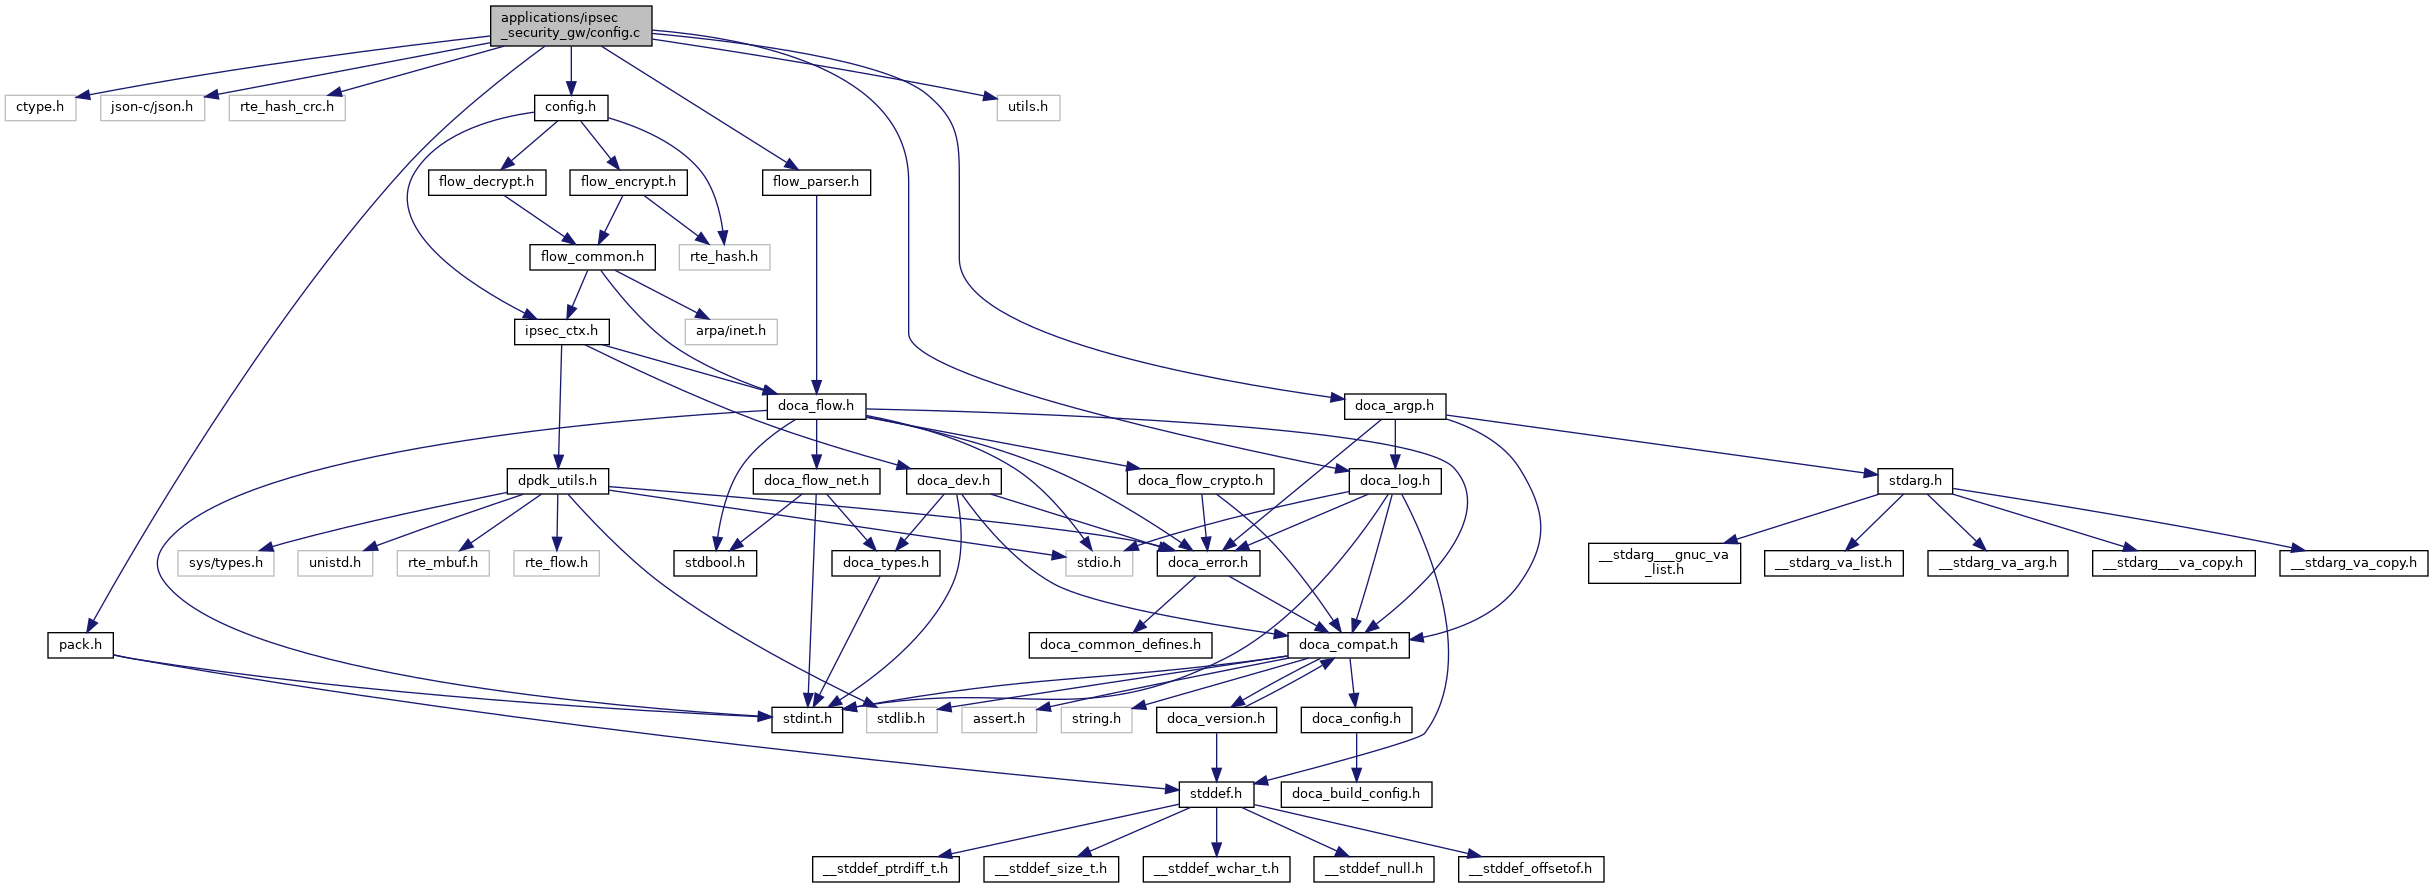 applications/ipsec
_security_gw/config.c
ctype.h
json-c/json.h
rte_hash_crc.h
config.h
utils.h
flow_decrypt.h
flow_encrypt.h
flow_parser.h
flow_common.h
rte_hash.h
ipsec_ctx.h
arpa/inet.h
doca_flow.h
doca_argp.h
dpdk_utils.h
doca_flow_net.h
doca_dev.h
doca_flow_crypto.h
doca_log.h
stdarg.h
sys/types.h
unistd.h
rte_mbuf.h
rte_flow.h
stdbool.h
doca_types.h
stdio.h
doca_error.h
__stdarg___gnuc_va
_list.h
__stdarg_va_list.h
__stdarg_va_arg.h
__stdarg___va_copy.h
__stdarg_va_copy.h
pack.h
doca_common_defines.h
doca_compat.h
stdint.h
stdlib.h
assert.h
string.h
doca_version.h
doca_config.h
stddef.h
doca_build_config.h
__stddef_ptrdiff_t.h
__stddef_size_t.h
__stddef_wchar_t.h
__stddef_null.h
__stddef_offsetof.h